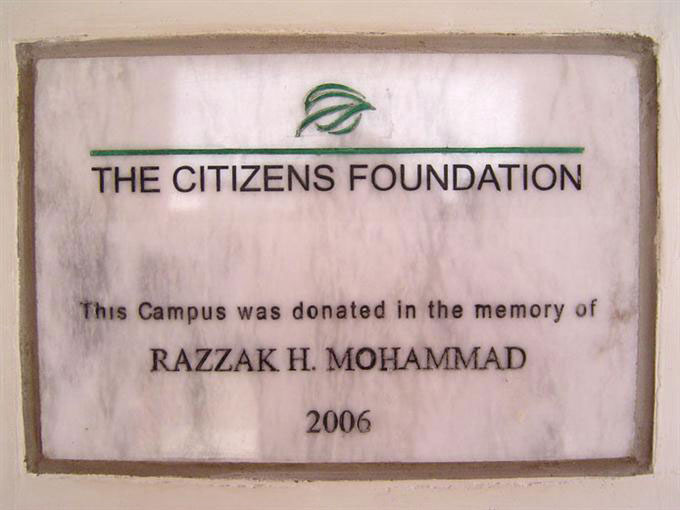 THE CITIZENS FOUNDATION
This Campus was donated in the memory of
RAZZAK H. MOHAMMAD
2006